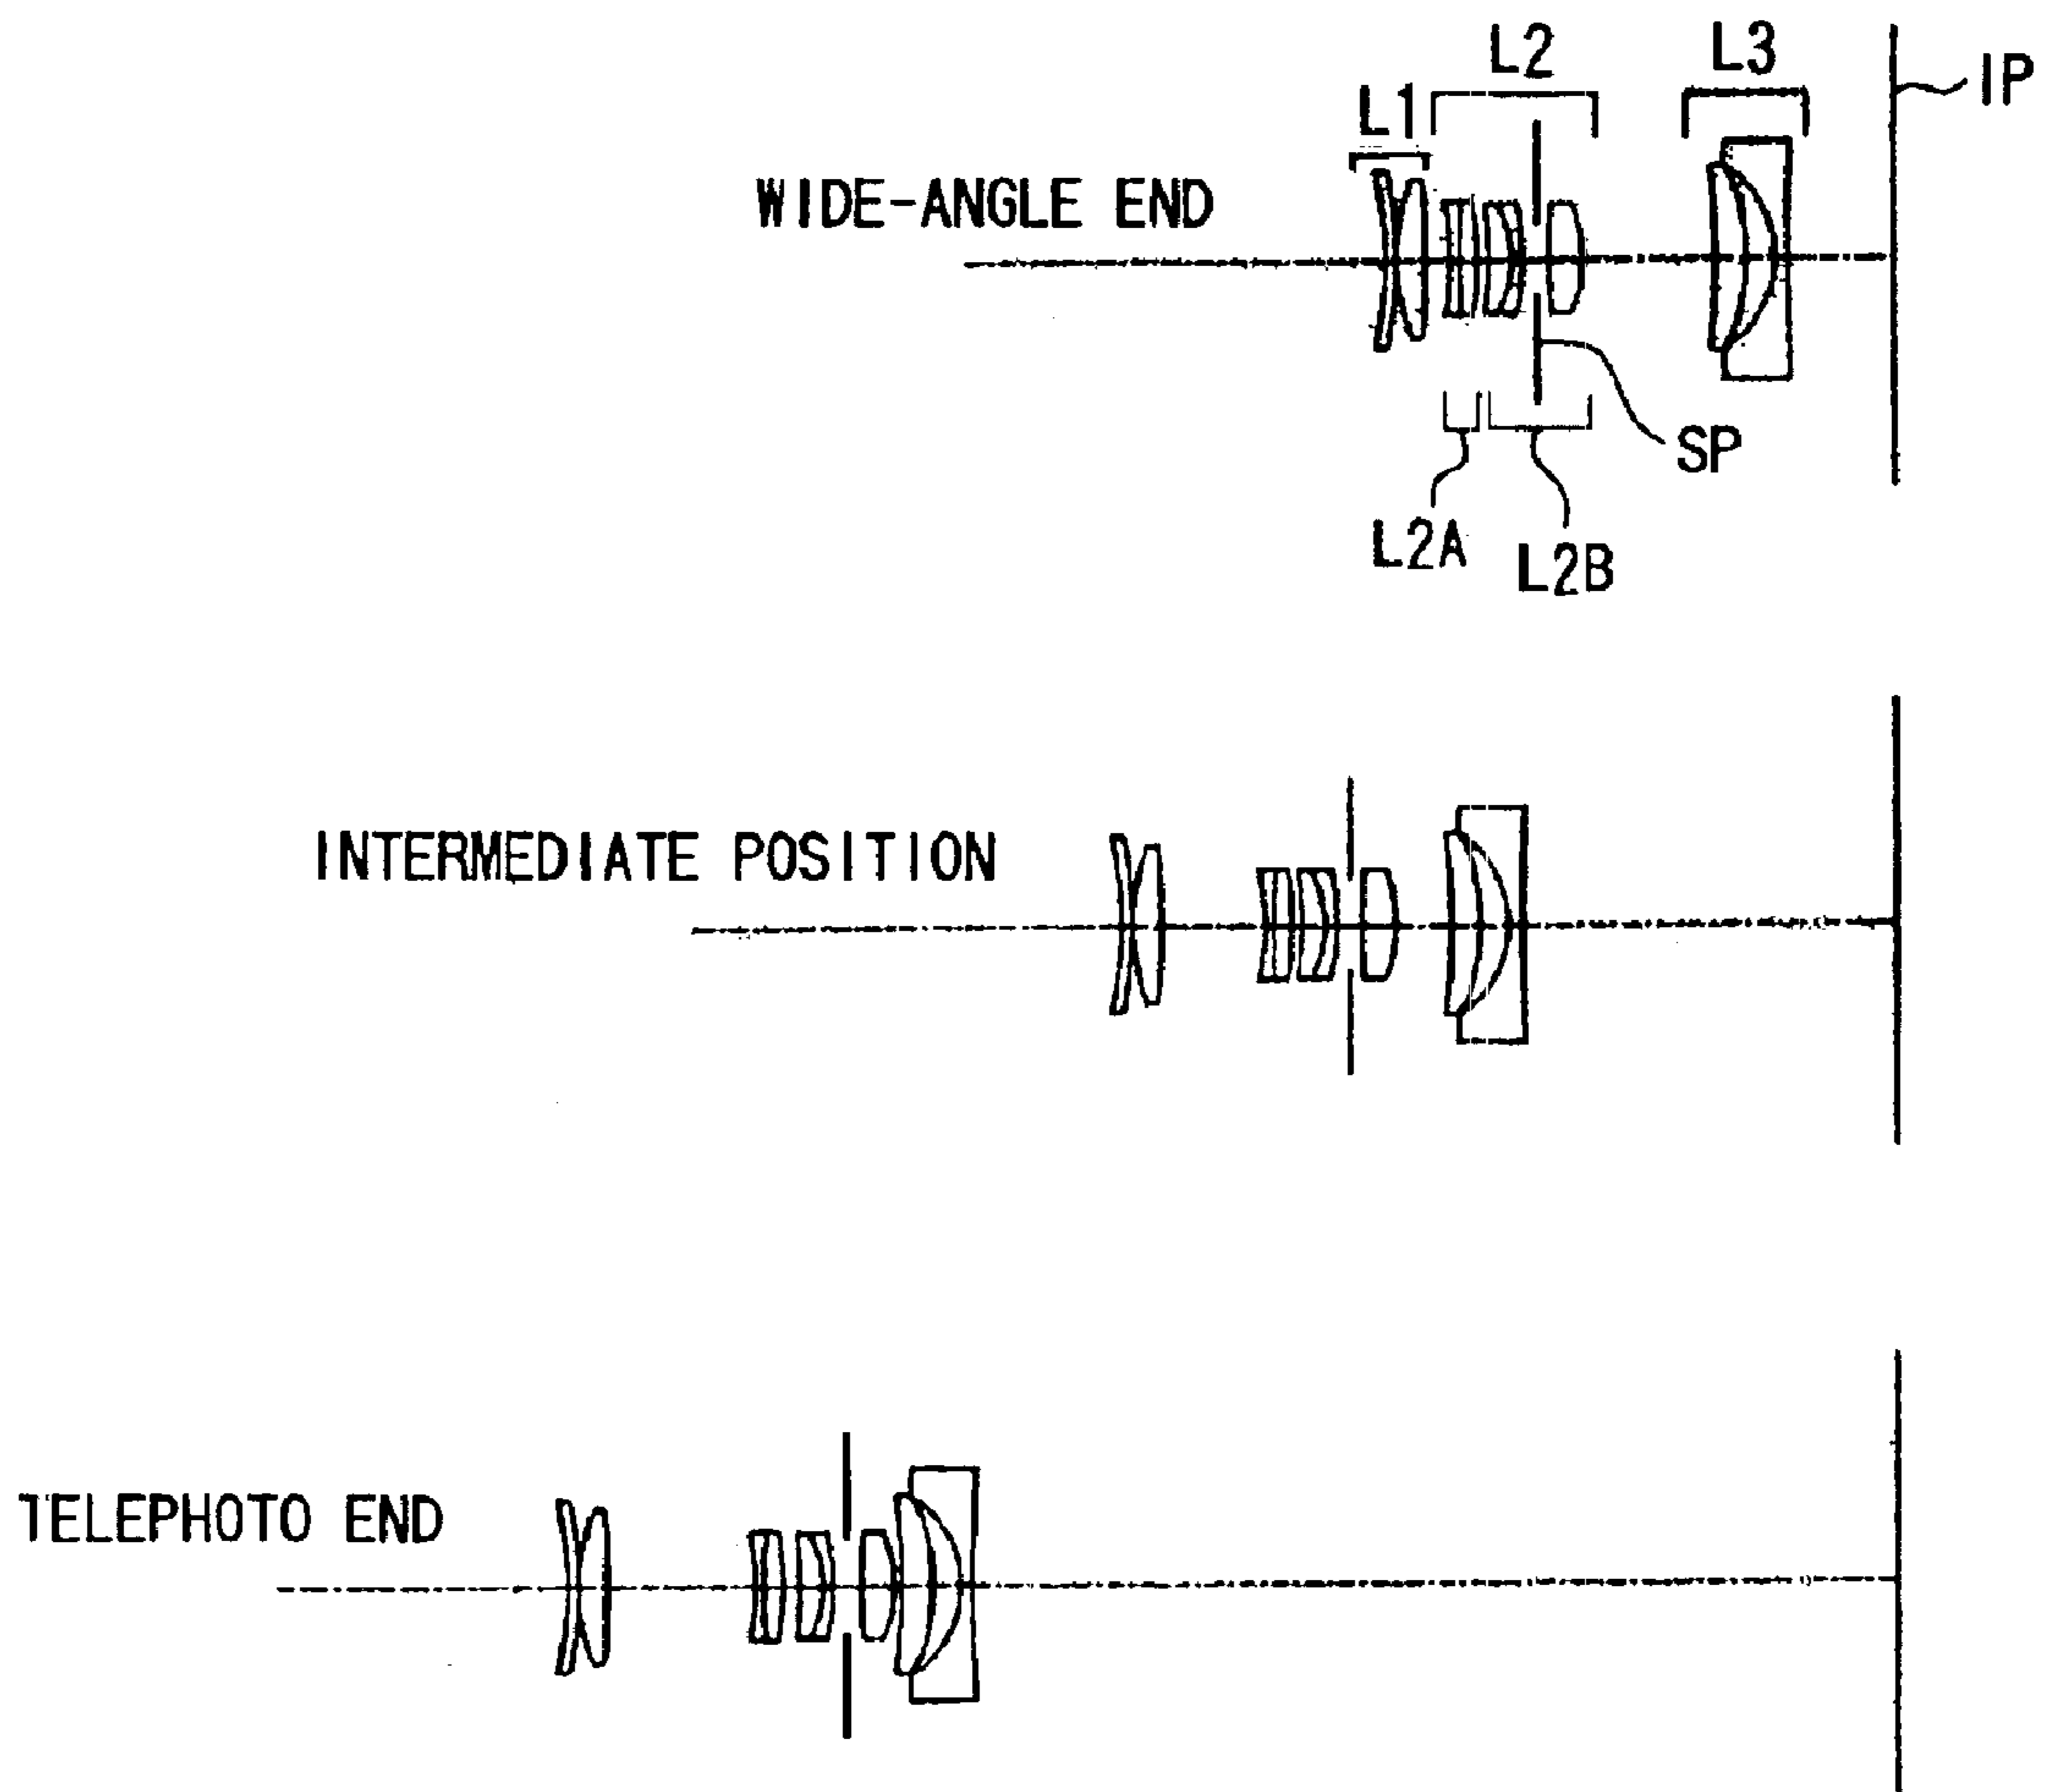 L2
L3
IP
L1
WIDE-ANGLE END
SP
L2A
L2B
INTERMEDIATE POSITION
TELEPHOTO END